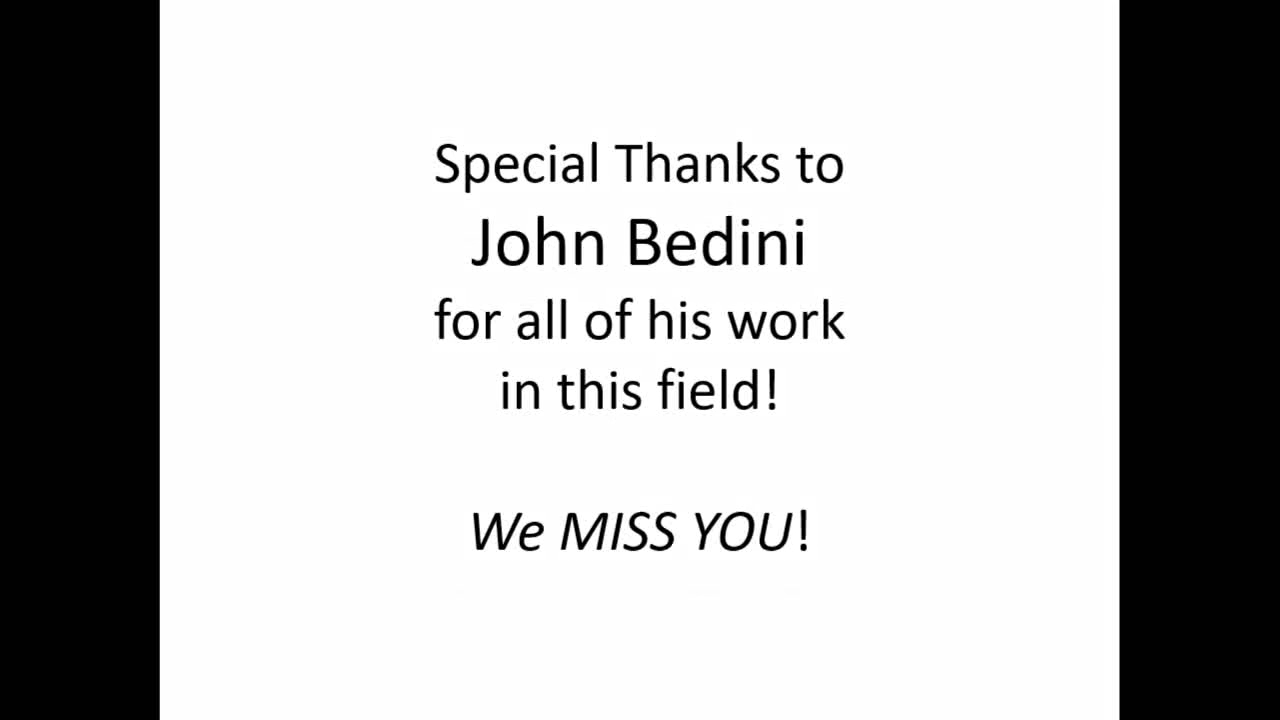 Special Thanks to
John Bedini
for all of his work
in this field!
We MISS YOU!